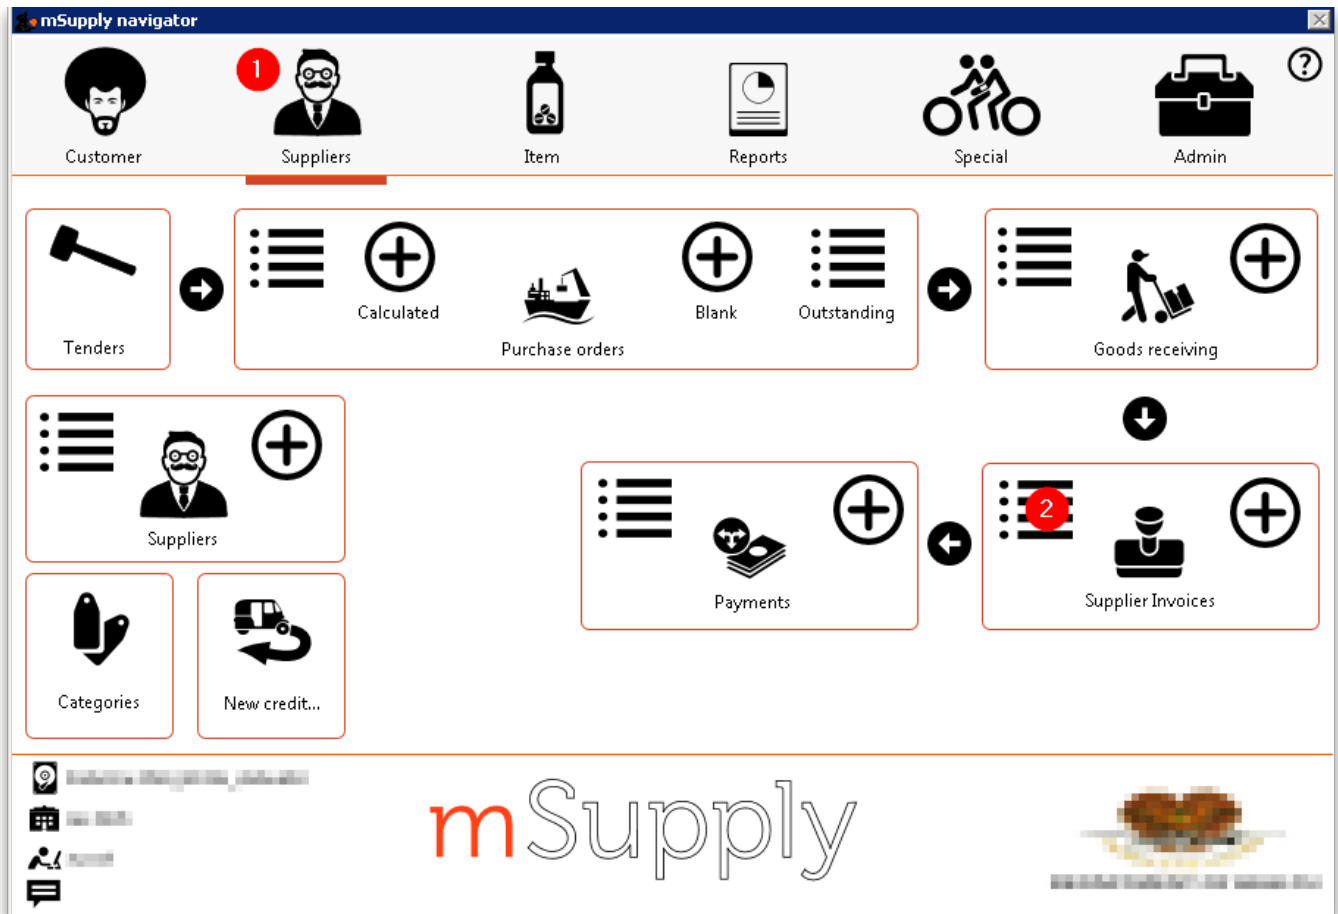 mSupply navigator
1
?
Customer
Suppliers
Item
Reports
Special
Admin
Calculated
Blank
Outstanding
Tenders
Purchase orders
Goods receiving
2
Suppliers
Payments
Supplier Invoices
Categories
New credit...
mSupply